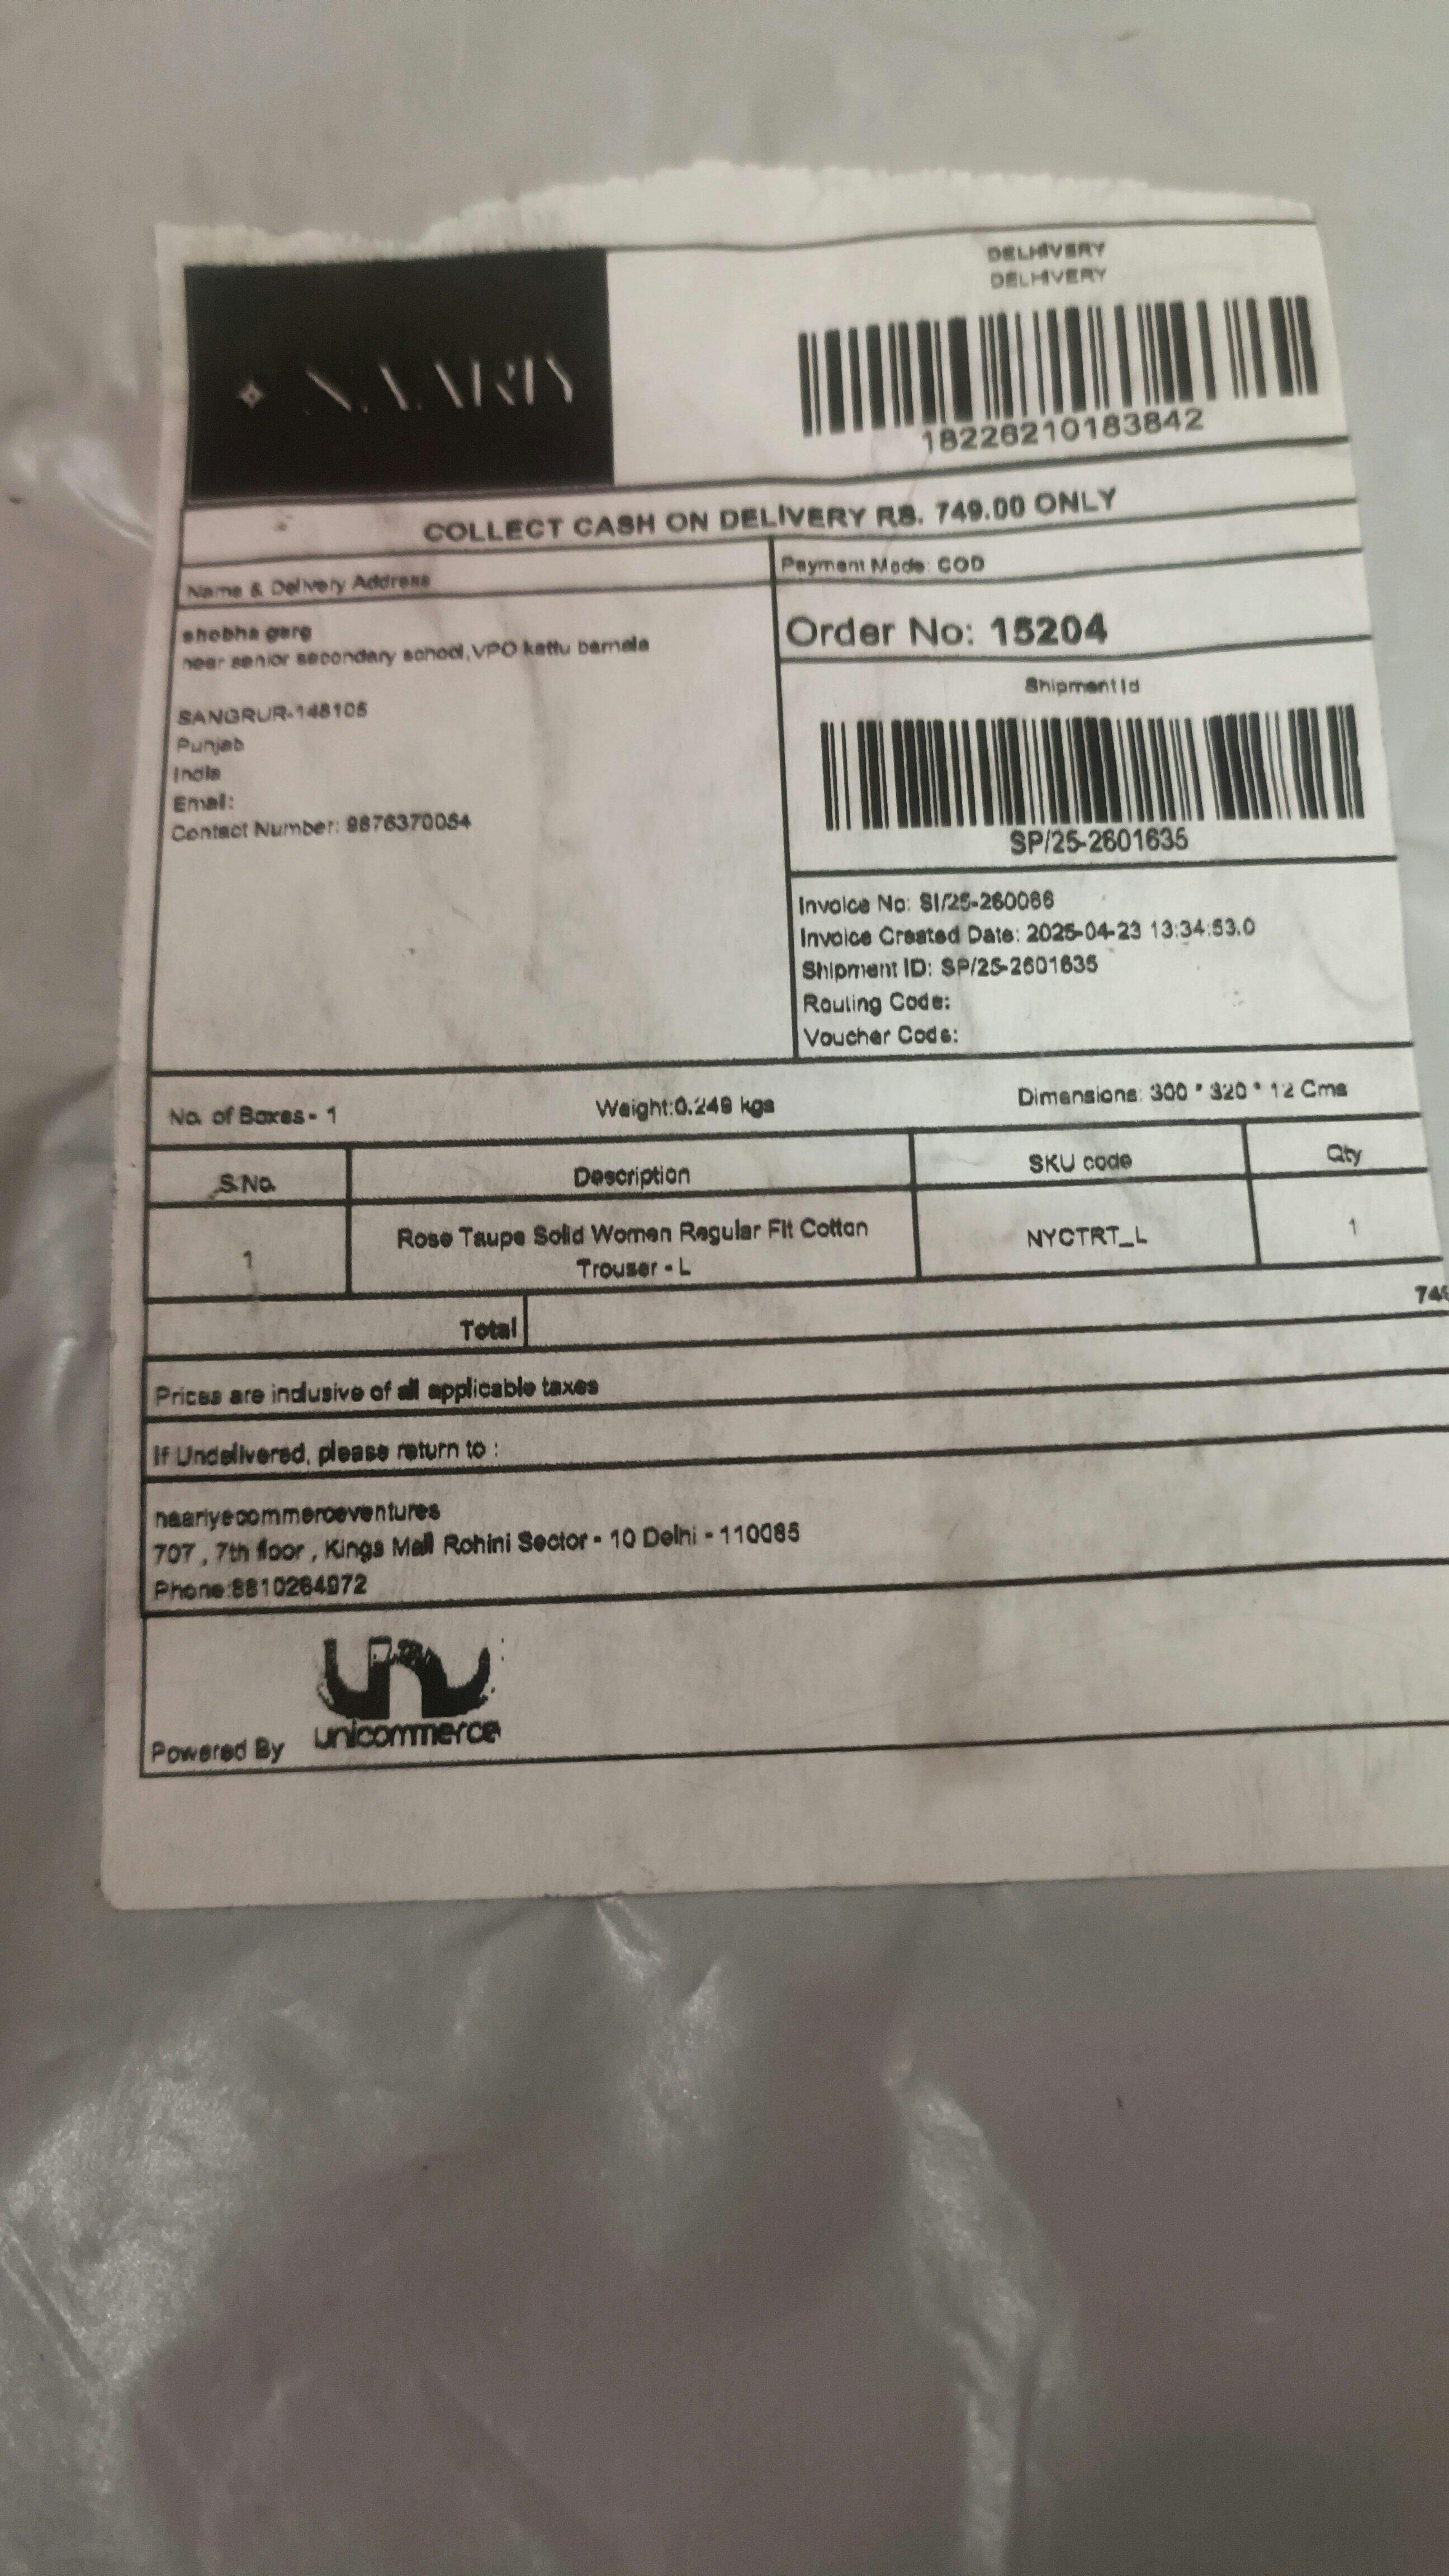 NAARIY
DELHIVERY
DELHIVERY
18226210183842
COLLECT CASH ON DELIVERY RS. 749.00 ONLY
Name & Delivery Address
shobha garg
near senior secondary school,VPO kattu barnala
SANGRUR-148105
Punjab
India
Email:
Contact Number: 9876370054
Payment Mode: COD
Order No: 15204
Shipment Id
SP/25-2601635
Invoice No: SI/25-260086
Invoice Created Date: 2025-04-23 13:34:53.0
Shipment ID: SP/25-2601635
Routing Code:
Voucher Code:
No. of Boxes - 1 Weight:0.249 kgs Dimensions: 300 * 320 * 12 Cms
S.No. Description SKU code Qty
1 Rose Taupe Solid Women Regular Fit Cotton NYCTRT_L 1
Trouser - L
Total
Prices are inclusive of all applicable taxes
If Undelivered, please return to :
naariyecommerceventures
707 , 7th floor , Kings Mall Rohini Sector - 10 Delhi - 110085
Phone:8810264972
Powered By unicommerce